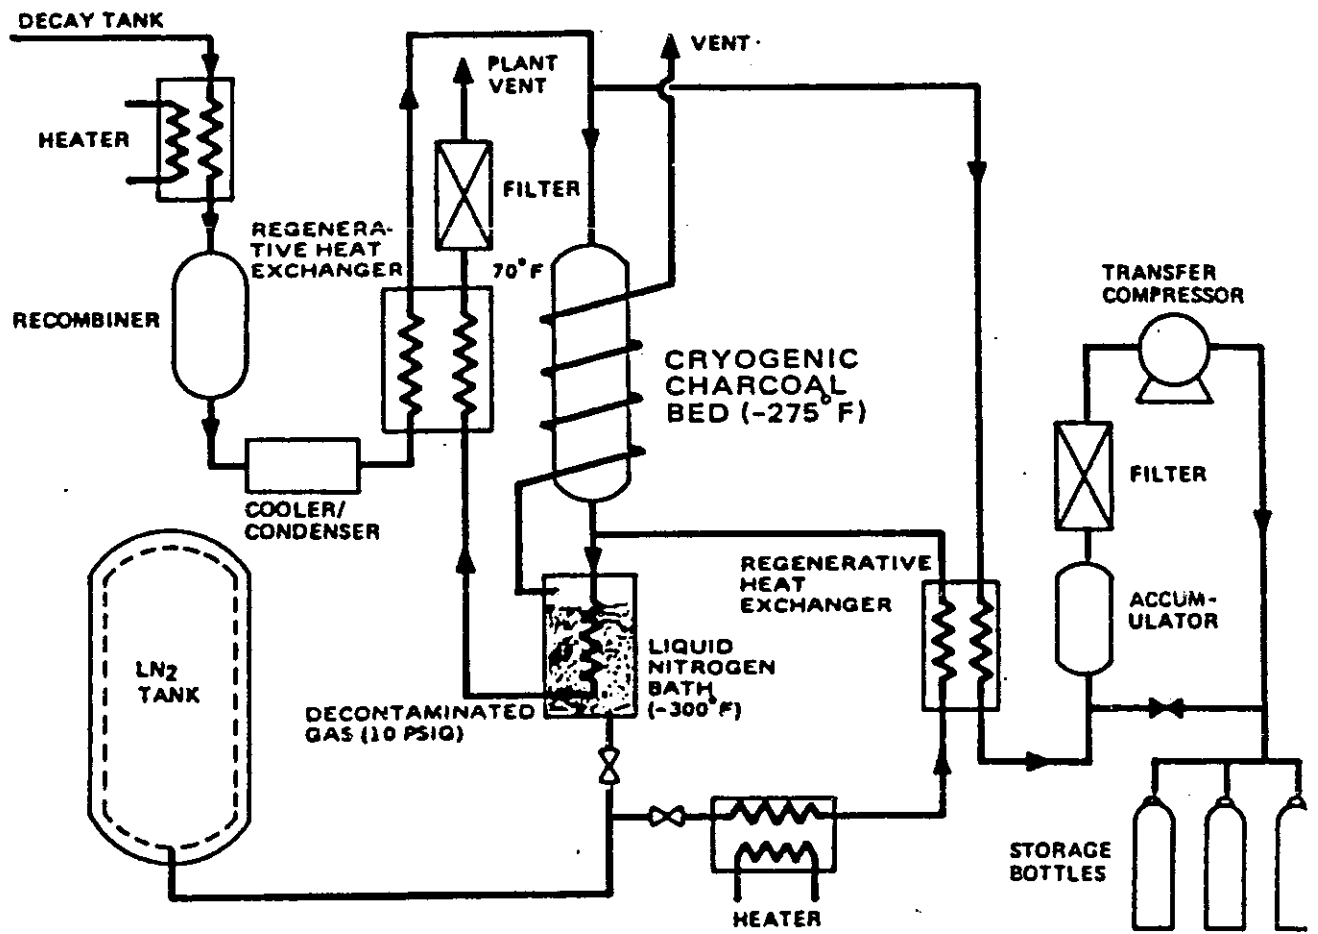 DECAY TANK
HEATER
RECOMBINER
COOLER/
CONDENSER
REGENERA-
TIVE HEAT
EXCHANGER
PLANT
VENT
FILTER
70°F
VENT
CRYOGENIC
CHARCOAL
BED (-275°F)
LIQUID
NITROGEN
BATH
(-300°F)
DECONTAMINATED
GAS (10 PSIG)
LN2
TANK
REGENERATIVE
HEAT
EXCHANGER
HEATER
TRANSFER
COMPRESSOR
FILTER
ACCUM-
ULATOR
STORAGE
BOTTLES